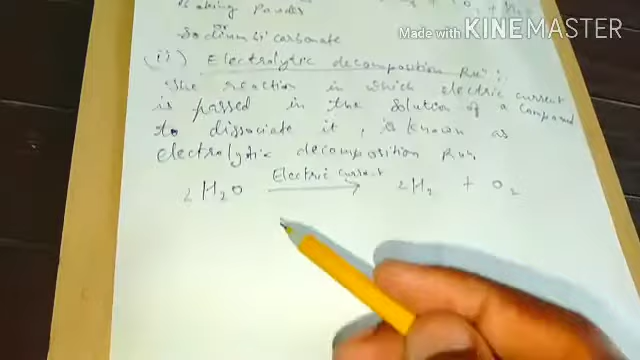 Baking Powder
Made with KINEMASTER
Sodium bi carbonate
(ii) Electrolytic decomposition Rxn:
The reaction in which electric current
is passed in the solution of a compound
to dissociate it, is known as
electrolytic decomposition Rxn.
2H₂O Electric current → 2H₂ + O₂